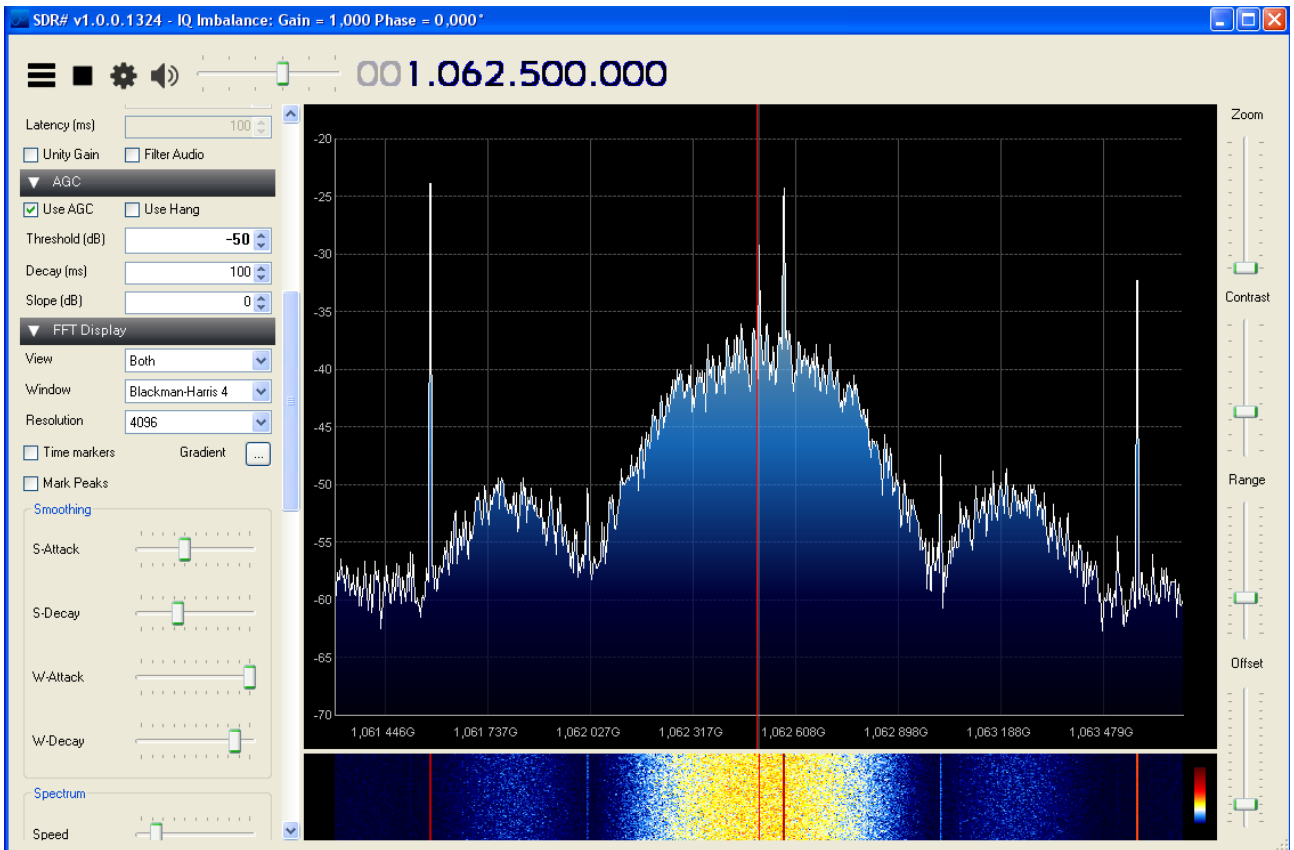 SDR# v1.0.0.1324 - IQ Imbalance: Gain = 1,000 Phase = 0,000°
001.062.500.000
Latency (ms) 100
Unity Gain Filter Audio
AGC
Use AGC Use Hang
Threshold (dB) -50
Decay (ms) 100
Slope (dB) 0
FFT Display
View Both
Window Blackman-Harris 4
Resolution 4096
Time markers Gradient ...
Mark Peaks
Smoothing
S-Attack
S-Decay
W-Attack
W-Decay
Spectrum
Speed
-20
-25
-30
-35
-40
-45
-50
-55
-60
-65
-70
1,061 446G 1,061 737G 1,062 027G 1,062 317G 1,062 608G 1,062 898G 1,063 188G 1,063 479G
Zoom
Contrast
Range
Offset